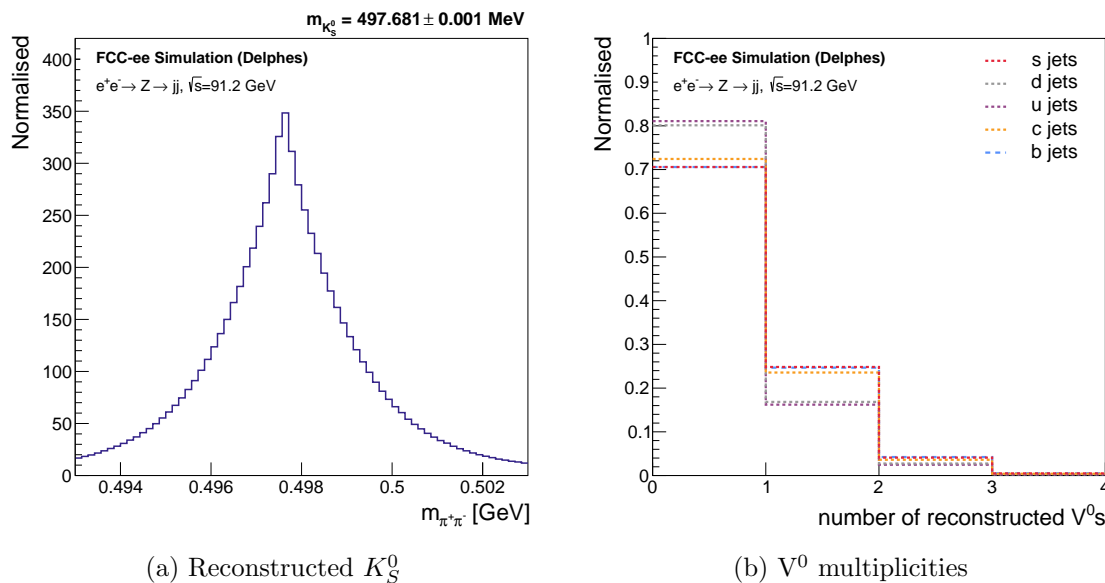 m_{K_S^0} = 497.681 ± 0.001 MeV
Normalised
FCC-ee Simulation (Delphes)
e⁺e⁻→ Z → jj, √s=91.2 GeV
400
350
300
250
200
150
100
50
0
0.494 0.496 0.498 0.5 0.502
m_{π⁺π⁻} [GeV]
(a) Reconstructed K_S^0
Normalised
FCC-ee Simulation (Delphes)
e⁺e⁻→ Z → jj, √s=91.2 GeV
s jets
d jets
u jets
c jets
b jets
1
0.9
0.8
0.7
0.6
0.5
0.4
0.3
0.2
0.1
0
0 1 2 3 4
number of reconstructed V⁰s
(b) V⁰ multiplicities